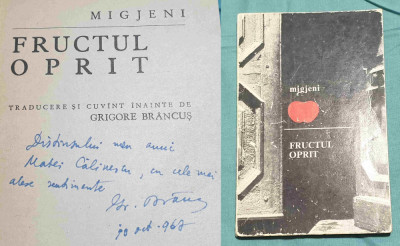 MIGJENI
FRUCTUL
OPRIT
TRADUCERE ȘI CUVÎNT ÎNAINTE DE
GRIGORE BRÂNCUȘ
Distinsului meu amic
Matei Călinescu, cu cele mai
alese sentimente
Gr. Brâncuș
10 oct. 1967
migjeni
FRUCTUL
OPRIT